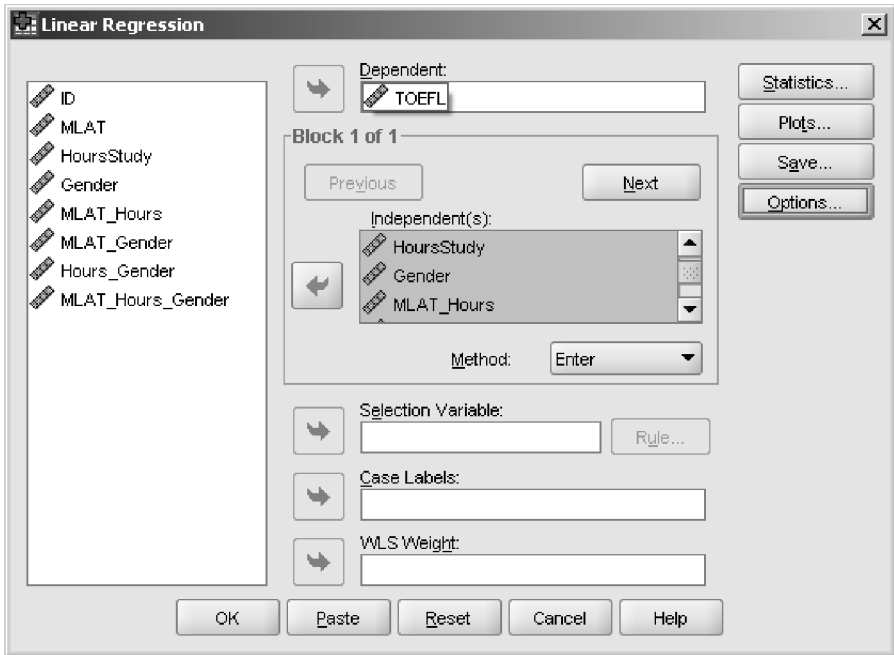 Linear Regression
ID
MLAT
HoursStudy
Gender
MLAT_Hours
MLAT_Gender
Hours_Gender
MLAT_Hours_Gender
Dependent:
TOEFL
Block 1 of 1
Previous
Next
Independent(s):
HoursStudy
Gender
MLAT_Hours
Method:
Enter
Selection Variable:
Rule...
Case Labels:
WLS Weight:
Statistics...
Plots...
Save...
Options...
OK
Paste
Reset
Cancel
Help